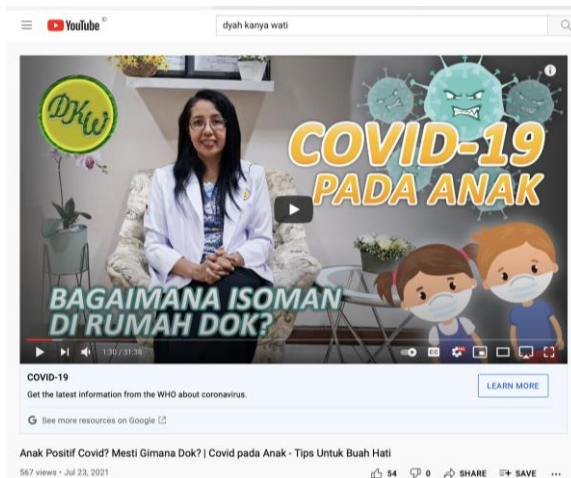 YouTube ID
dyah kanya wati
DKW
COVID-19
PADA ANAK
BAGAIMANA ISOMAN
DI RUMAH DOK?
1:30 / 31:38
COVID-19
Get the latest information from the WHO about coronavirus.
LEARN MORE
G See more resources on Google
Anak Positif Covid? Mesti Gimana Dok? | Covid pada Anak - Tips Untuk Buah Hati
567 views • Jul 23, 2021
54 0 SHARE SAVE